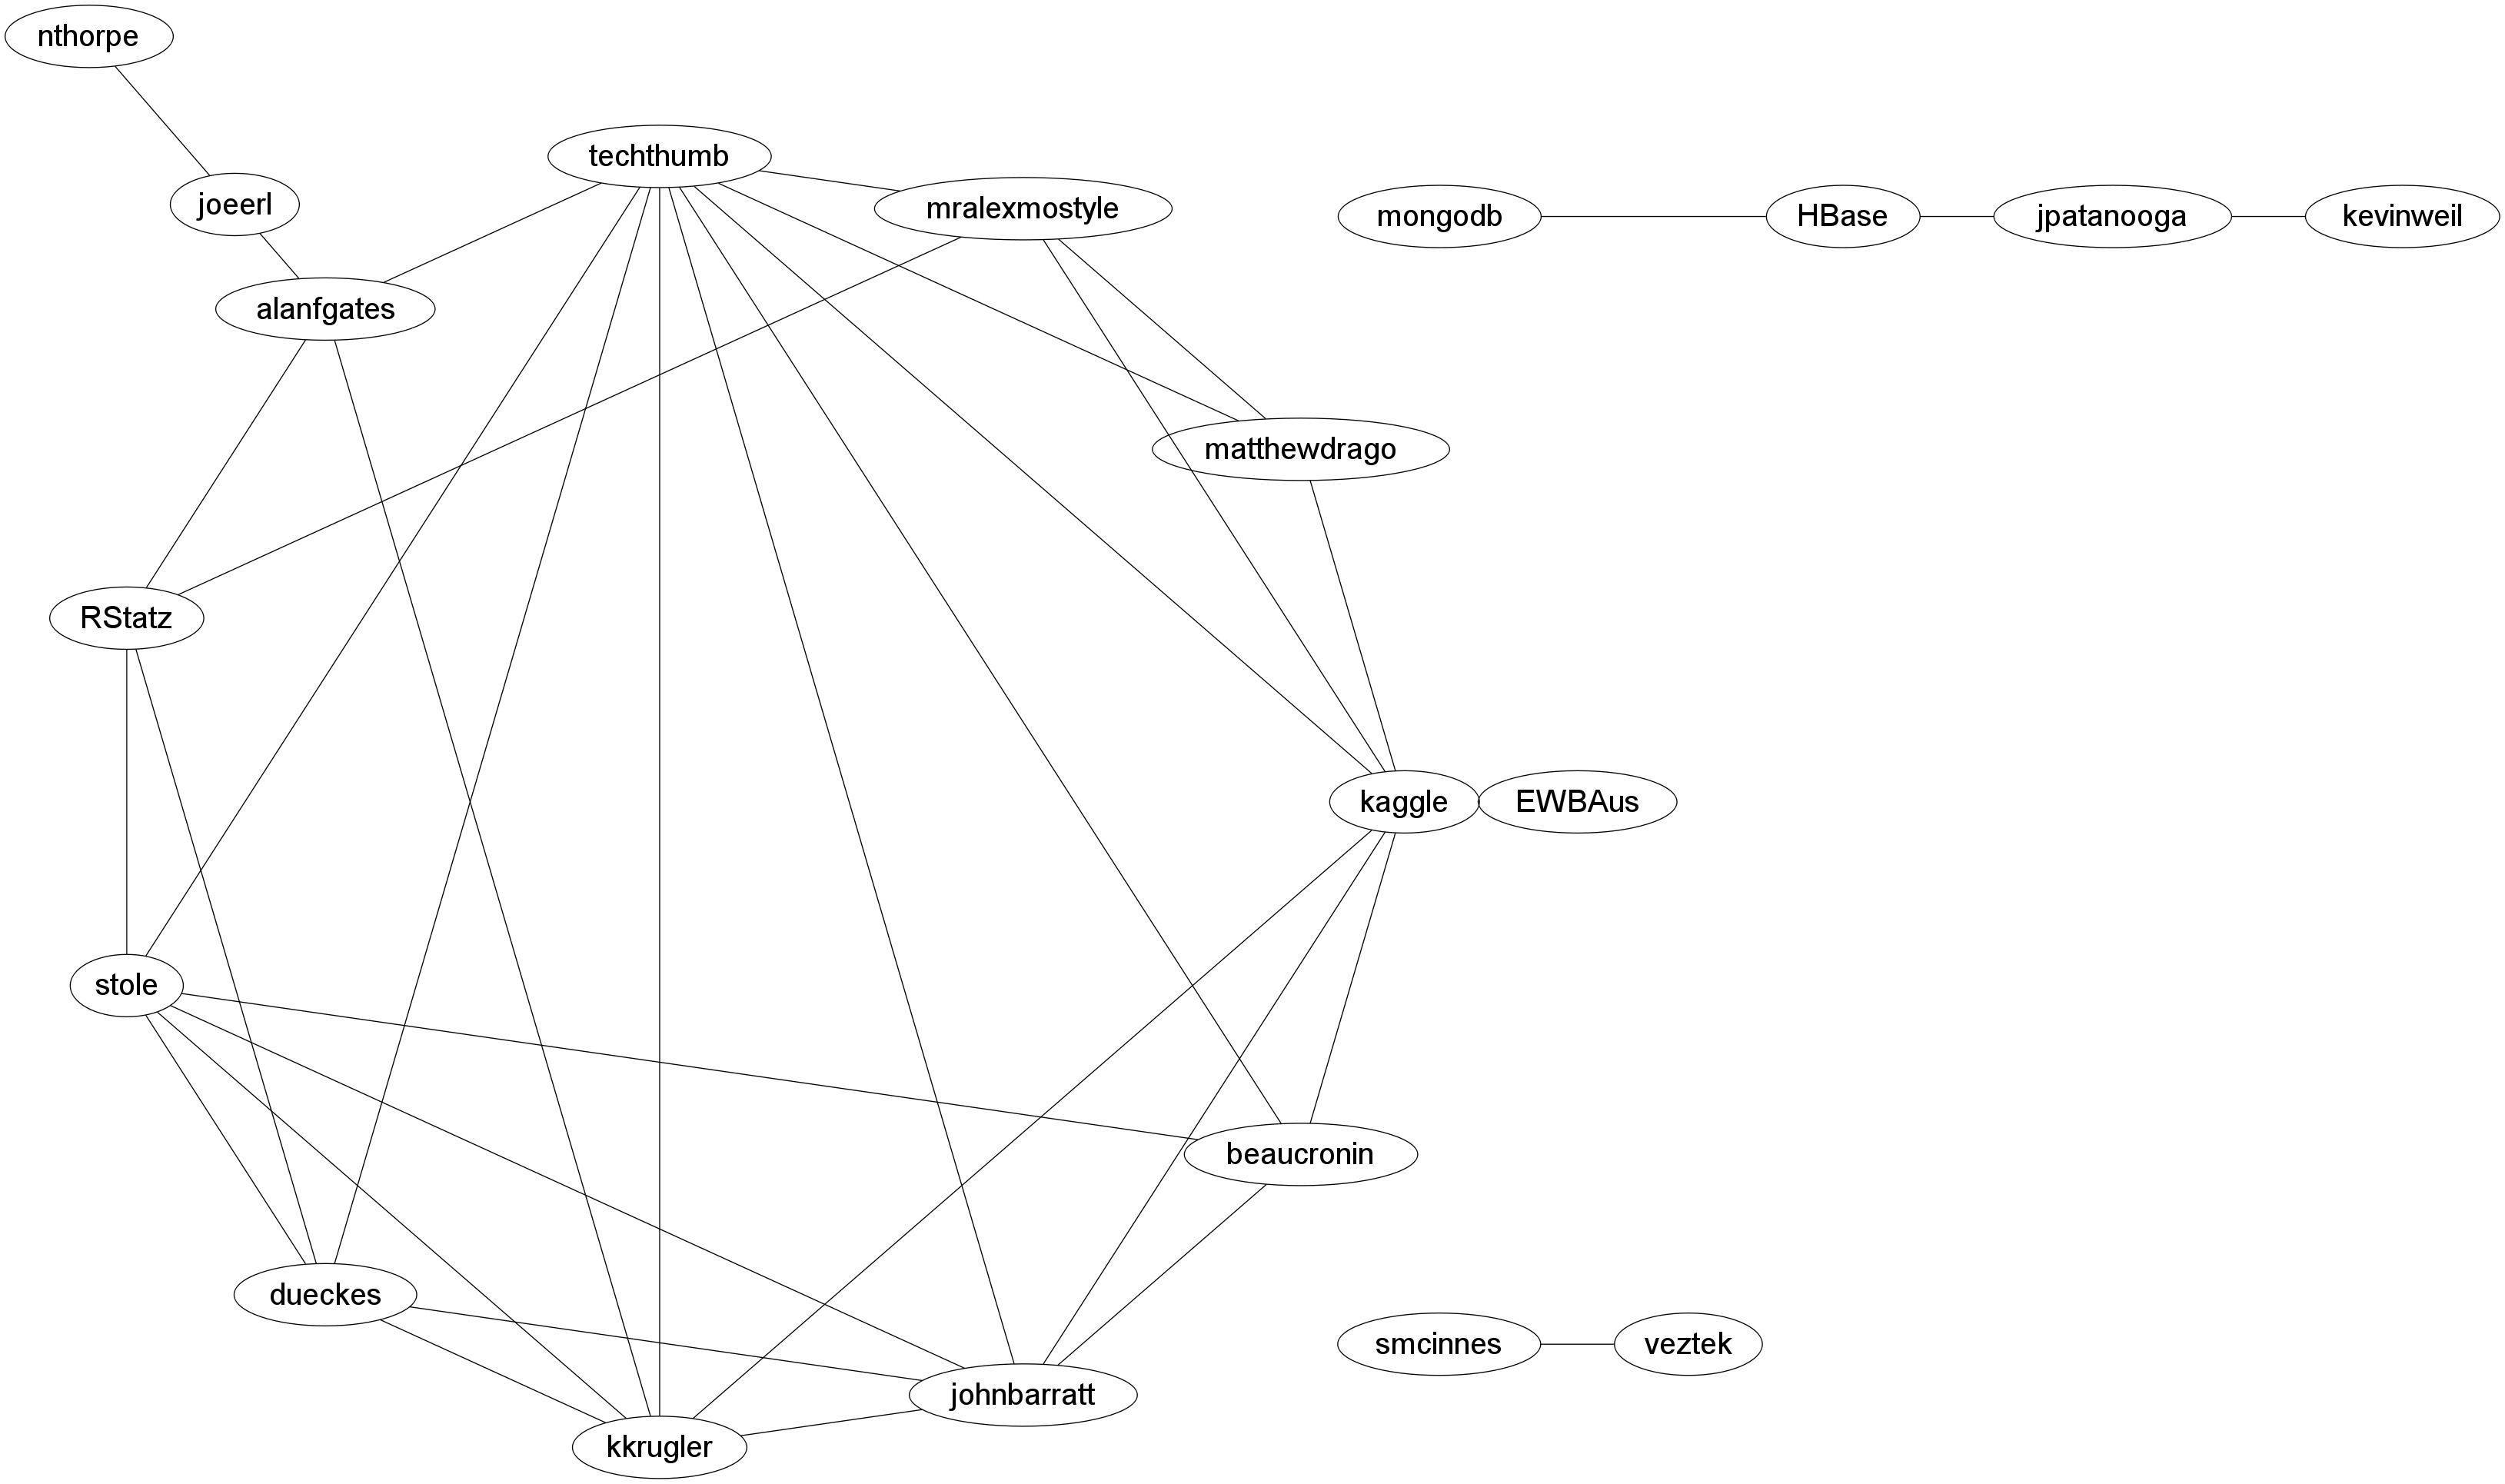 nthorpe
techthumb
joeerl
mralexmostyle
mongodb
HBase
jpatanooga
kevinweil
alanfgates
matthewdrago
RStatz
kaggle
EWBAus
stole
beaucronin
dueckes
smcinnes
veztek
johnbarratt
kkrugler